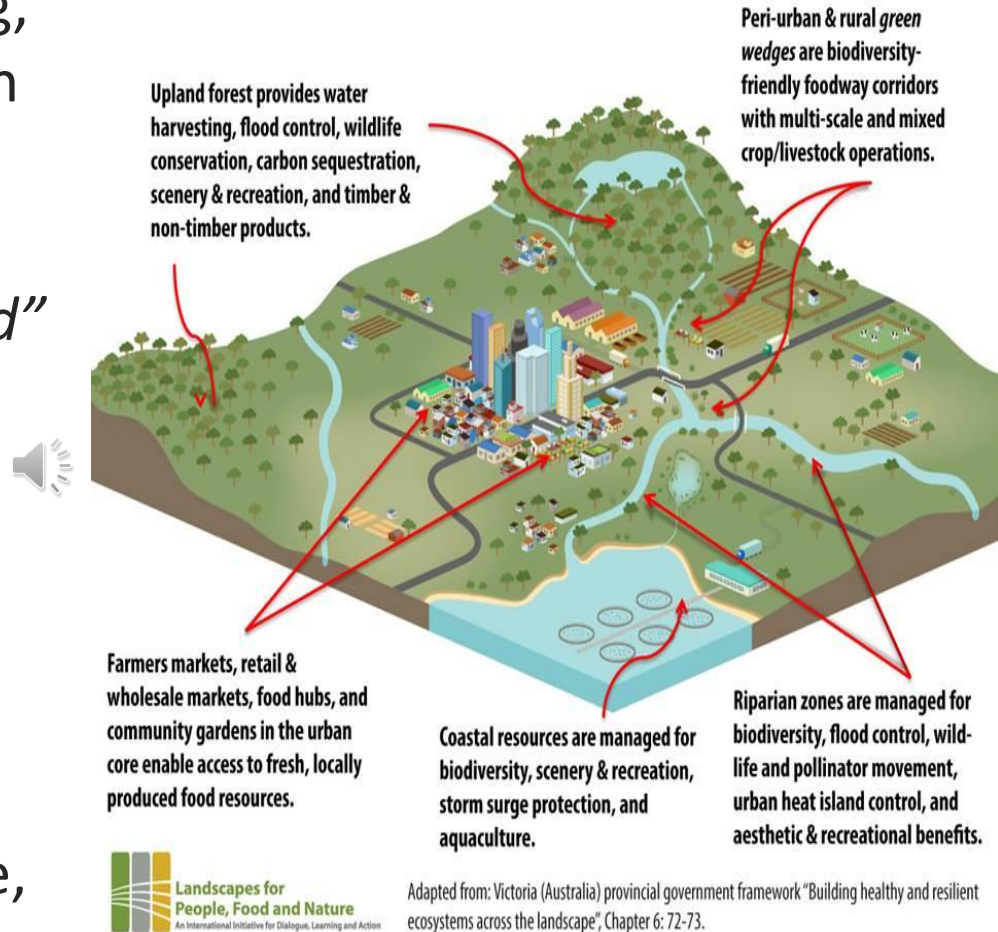 g,
n
d”
e,
Upland forest provides water
harvesting, flood control, wildlife
conservation, carbon sequestration,
scenery & recreation, and timber &
non-timber products.
Peri-urban & rural green
wedges are biodiversity-
friendly foodway corridors
with multi-scale and mixed
crop/livestock operations.
Farmers markets, retail &
wholesale markets, food hubs, and
community gardens in the urban
core enable access to fresh, locally
produced food resources.
Coastal resources are managed for
biodiversity, scenery & recreation,
storm surge protection, and
aquaculture.
Riparian zones are managed for
biodiversity, flood control, wild-
life and pollinator movement,
urban heat island control, and
aesthetic & recreational benefits.
Landscapes for
People, Food and Nature
An International Initiative for Dialogue, Learning and Action
Adapted from: Victoria (Australia) provincial government framework “Building healthy and resilient
ecosystems across the landscape”, Chapter 6: 72-73.